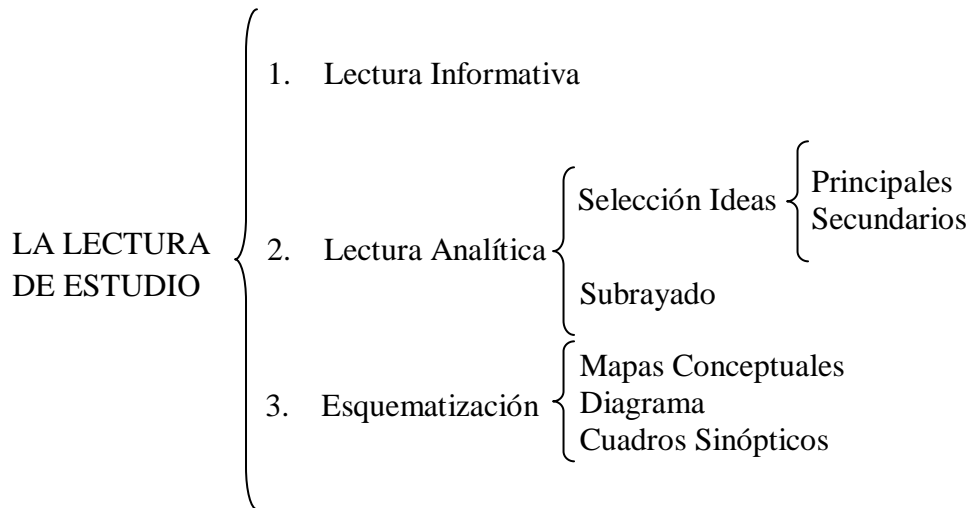 LA LECTURA
DE ESTUDIO
1. Lectura Informativa
2. Lectura Analítica
Selección Ideas
Principales
Secundarios
Subrayado
3. Esquematización
Mapas Conceptuales
Diagrama
Cuadros Sinópticos